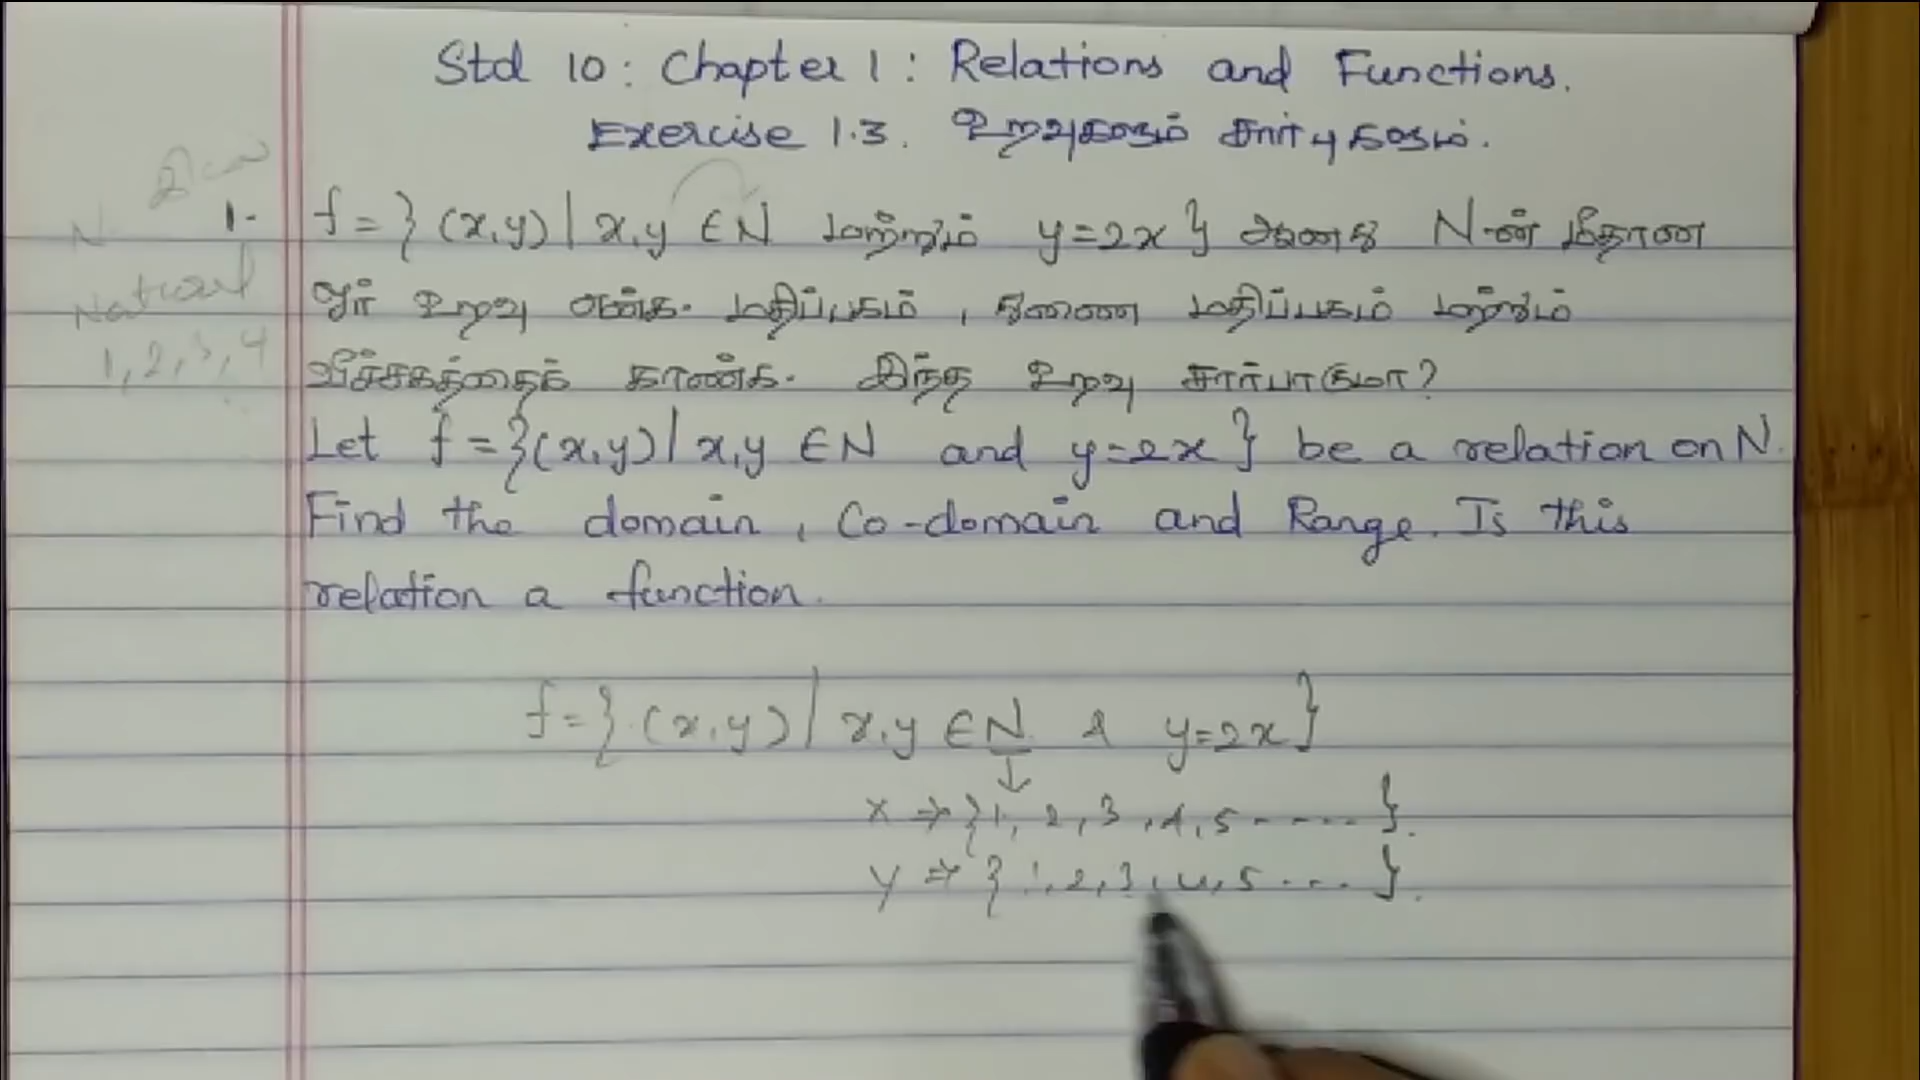 Std 10: Chapter 1: Relations and Functions.
Exercise 1.3. உறவுகளும் சார்புகளும்.
1. f = {(x,y) | x,y ∈ N மற்றும் y=2x} ஆனது N-ன் மீதான
ஓர் உறவு என்க. மதிப்பகம், துணை மதிப்பகம் மற்றும்
வீச்சகத்தைக் காண்க. இந்த உறவு சார்பாகுமா?
Let f = {(x,y) | x,y ∈ N and y=2x} be a relation on N.
Find the domain, Co-domain and Range. Is this
relation a function.
N
Natural
1, 2, 3, 4
f = {(x,y) | x,y ∈ N & y=2x}
↓
x ⇒ {1, 2, 3, 4, 5 ..... }.
y ⇒ {1, 2, 3, 4, 5 .... }.